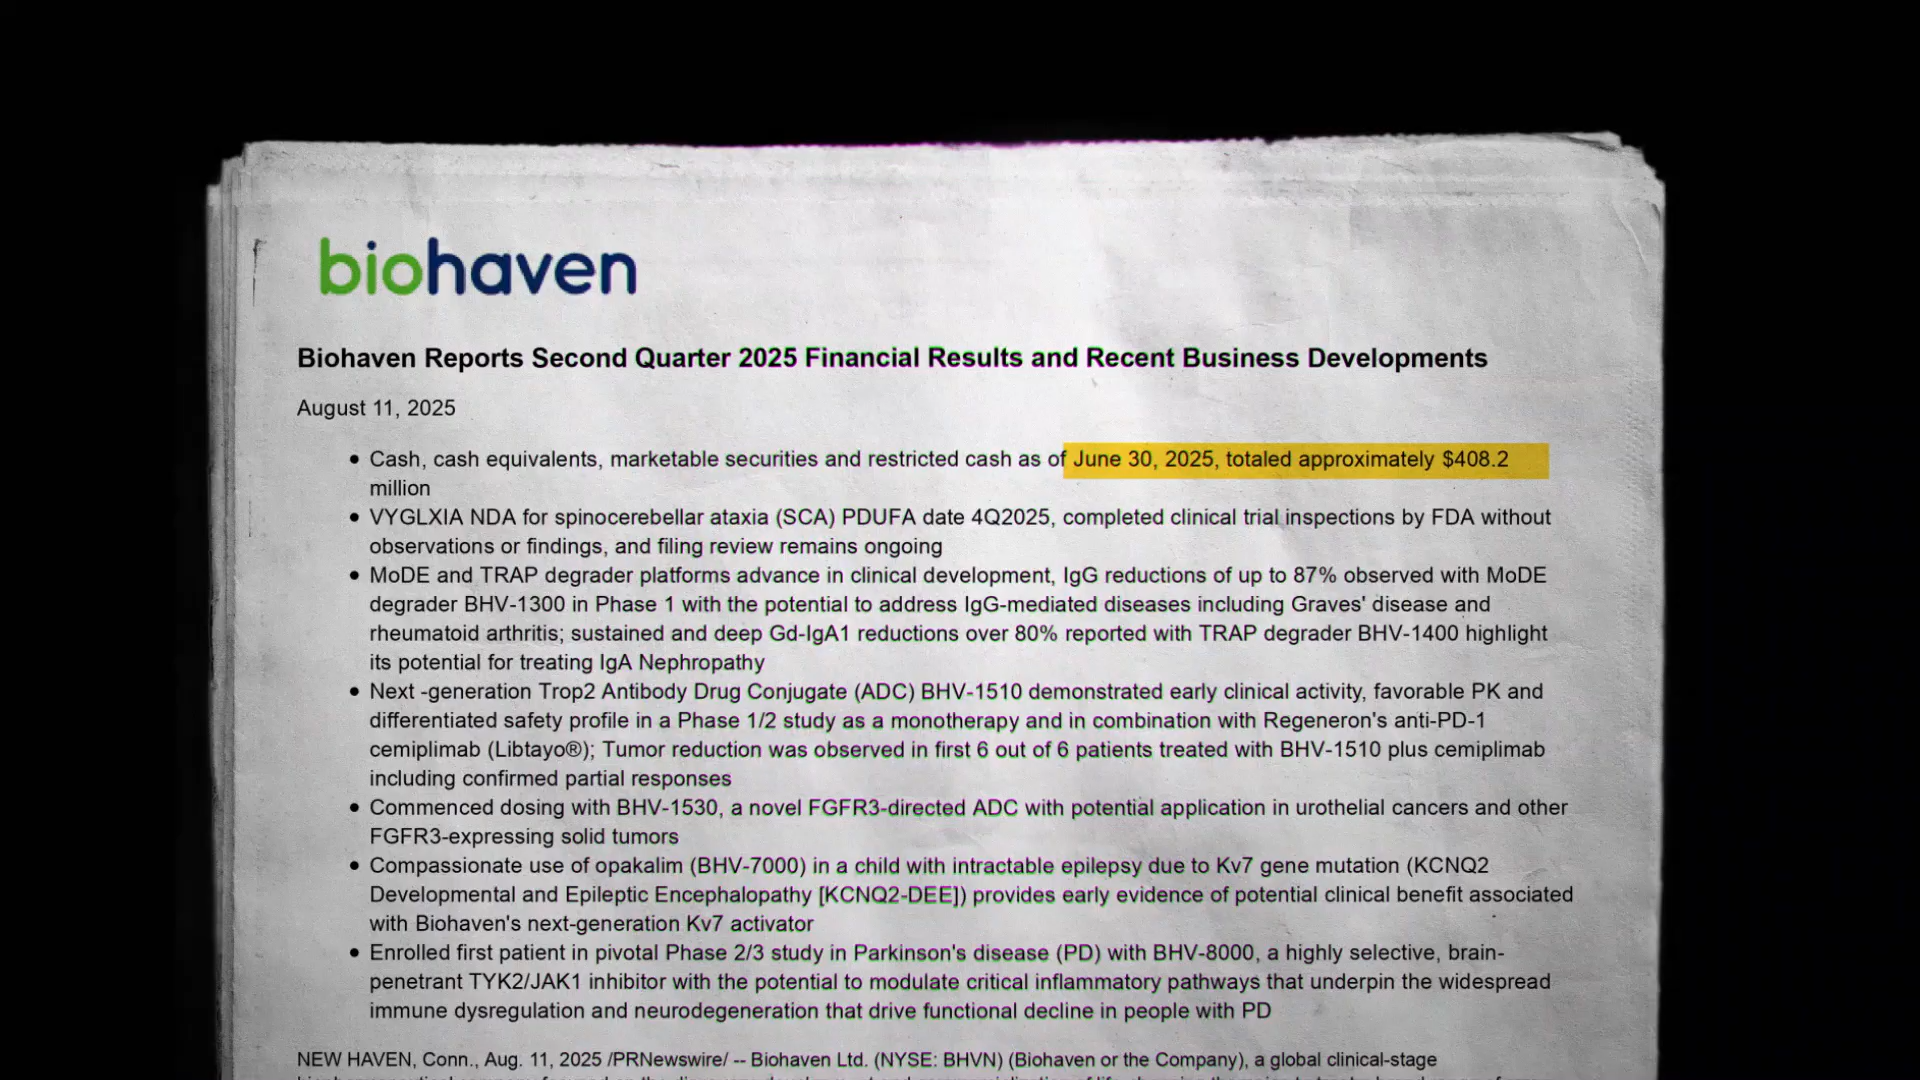 biohaven
Biohaven Reports Second Quarter 2025 Financial Results and Recent Business Developments
August 11, 2025
• Cash, cash equivalents, marketable securities and restricted cash as of June 30, 2025, totaled approximately $408.2
million
• VYGLXIA NDA for spinocerebellar ataxia (SCA) PDUFA date 4Q2025, completed clinical trial inspections by FDA without
observations or findings, and filing review remains ongoing
• MoDE and TRAP degrader platforms advance in clinical development, IgG reductions of up to 87% observed with MoDE
degrader BHV-1300 in Phase 1 with the potential to address IgG-mediated diseases including Graves' disease and
rheumatoid arthritis; sustained and deep Gd-IgA1 reductions over 80% reported with TRAP degrader BHV-1400 highlight
its potential for treating IgA Nephropathy
• Next -generation Trop2 Antibody Drug Conjugate (ADC) BHV-1510 demonstrated early clinical activity, favorable PK and
differentiated safety profile in a Phase 1/2 study as a monotherapy and in combination with Regeneron's anti-PD-1
cemiplimab (Libtayo®); Tumor reduction was observed in first 6 out of 6 patients treated with BHV-1510 plus cemiplimab
including confirmed partial responses
• Commenced dosing with BHV-1530, a novel FGFR3-directed ADC with potential application in urothelial cancers and other
FGFR3-expressing solid tumors
• Compassionate use of opakalim (BHV-7000) in a child with intractable epilepsy due to Kv7 gene mutation (KCNQ2
Developmental and Epileptic Encephalopathy [KCNQ2-DEE]) provides early evidence of potential clinical benefit associated
with Biohaven's next-generation Kv7 activator
• Enrolled first patient in pivotal Phase 2/3 study in Parkinson's disease (PD) with BHV-8000, a highly selective, brain-
penetrant TYK2/JAK1 inhibitor with the potential to modulate critical inflammatory pathways that underpin the widespread
immune dysregulation and neurodegeneration that drive functional decline in people with PD
NEW HAVEN, Conn., Aug. 11, 2025 /PRNewswire/ -- Biohaven Ltd. (NYSE: BHVN) (Biohaven or the Company), a global clinical-stage